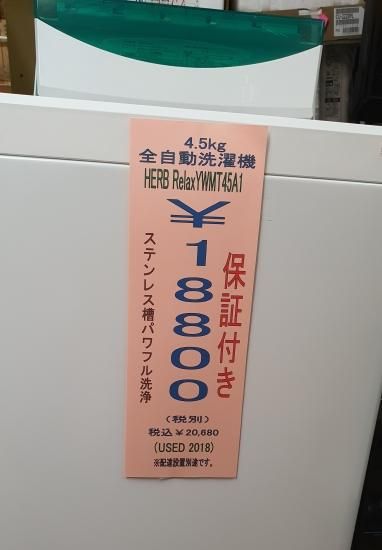 4.5kg
全自動洗濯機
HERB RelaxYWMT45A1
¥18800
保証付き
ステンレス槽パワフル洗浄
(税別)
税込¥20,680
(USED 2018)
※配達設置別途です。